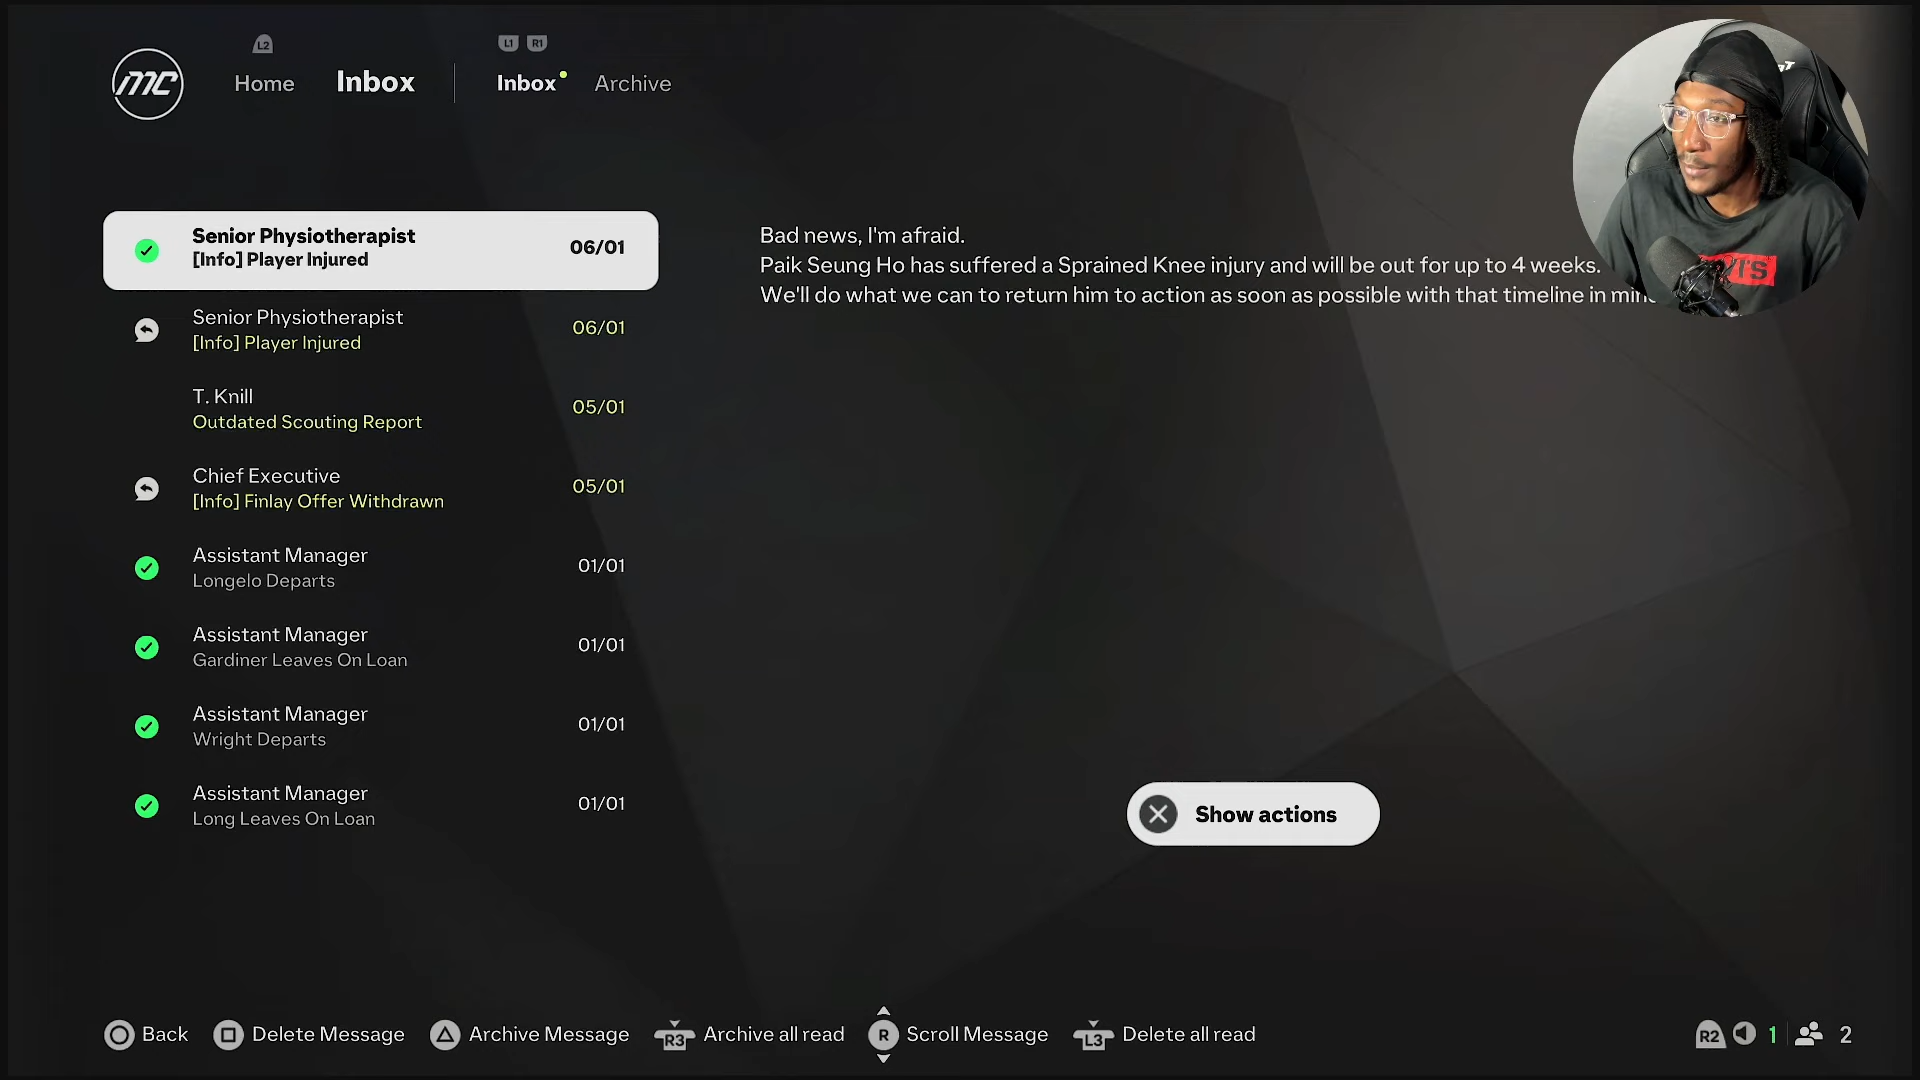 L2
L1 R1
MC
Home Inbox Inbox Archive
Senior Physiotherapist
[Info] Player Injured
06/01
Senior Physiotherapist
[Info] Player Injured
06/01
T. Knill
Outdated Scouting Report
05/01
Chief Executive
[Info] Finlay Offer Withdrawn
05/01
Assistant Manager
Longelo Departs
01/01
Assistant Manager
Gardiner Leaves On Loan
01/01
Assistant Manager
Wright Departs
01/01
Assistant Manager
Long Leaves On Loan
01/01
Bad news, I'm afraid.
Paik Seung Ho has suffered a Sprained Knee injury and will be out for up to 4 weeks.
We'll do what we can to return him to action as soon as possible with that timeline in
Show actions
Back Delete Message Archive Message R3 Archive all read R Scroll Message L3 Delete all read
R2 1 2